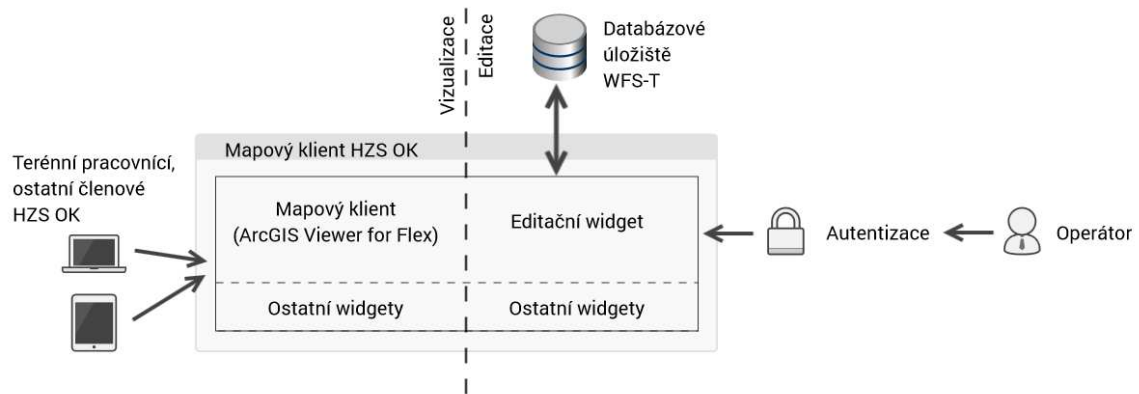 Vizualizace
Editace
Databázové
úložiště
WFS-T
Mapový klient HZS OK
Terénní pracovnící,
ostatní členové
HZS OK
Mapový klient
(ArcGIS Viewer for Flex)
Editační widget
Autentizace
Operátor
Ostatní widgety
Ostatní widgety